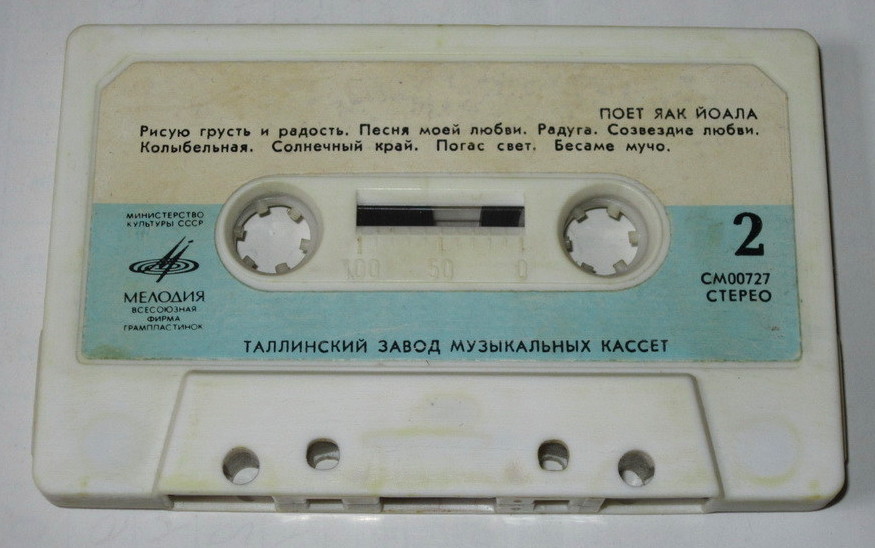 ПОЕТ ЯАК ЙОАЛА
Рисую грусть и радость. Песня моей любви. Радуга. Созвездие любви.
Колыбельная. Солнечный край. Погас свет. Бесаме мучо.
МИНИСТЕРСТВО
КУЛЬТУРЫ СССР
МЕЛОДИЯ
ВСЕСОЮЗНАЯ
ФИРМА
ГРАМПЛАСТИНОК
100 50 0
2
СМ00727
СТЕРЕО
ТАЛЛИНСКИЙ ЗАВОД МУЗЫКАЛЬНЫХ КАССЕТ